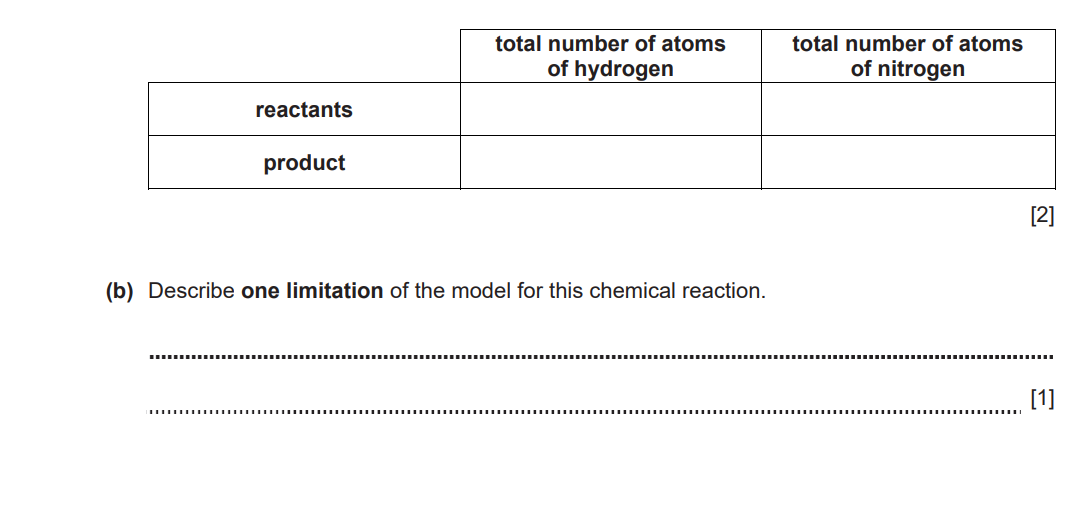 total number of atoms of hydrogen
total number of atoms of nitrogen
reactants
product
[2]
(b) Describe one limitation of the model for this chemical reaction.
[1]